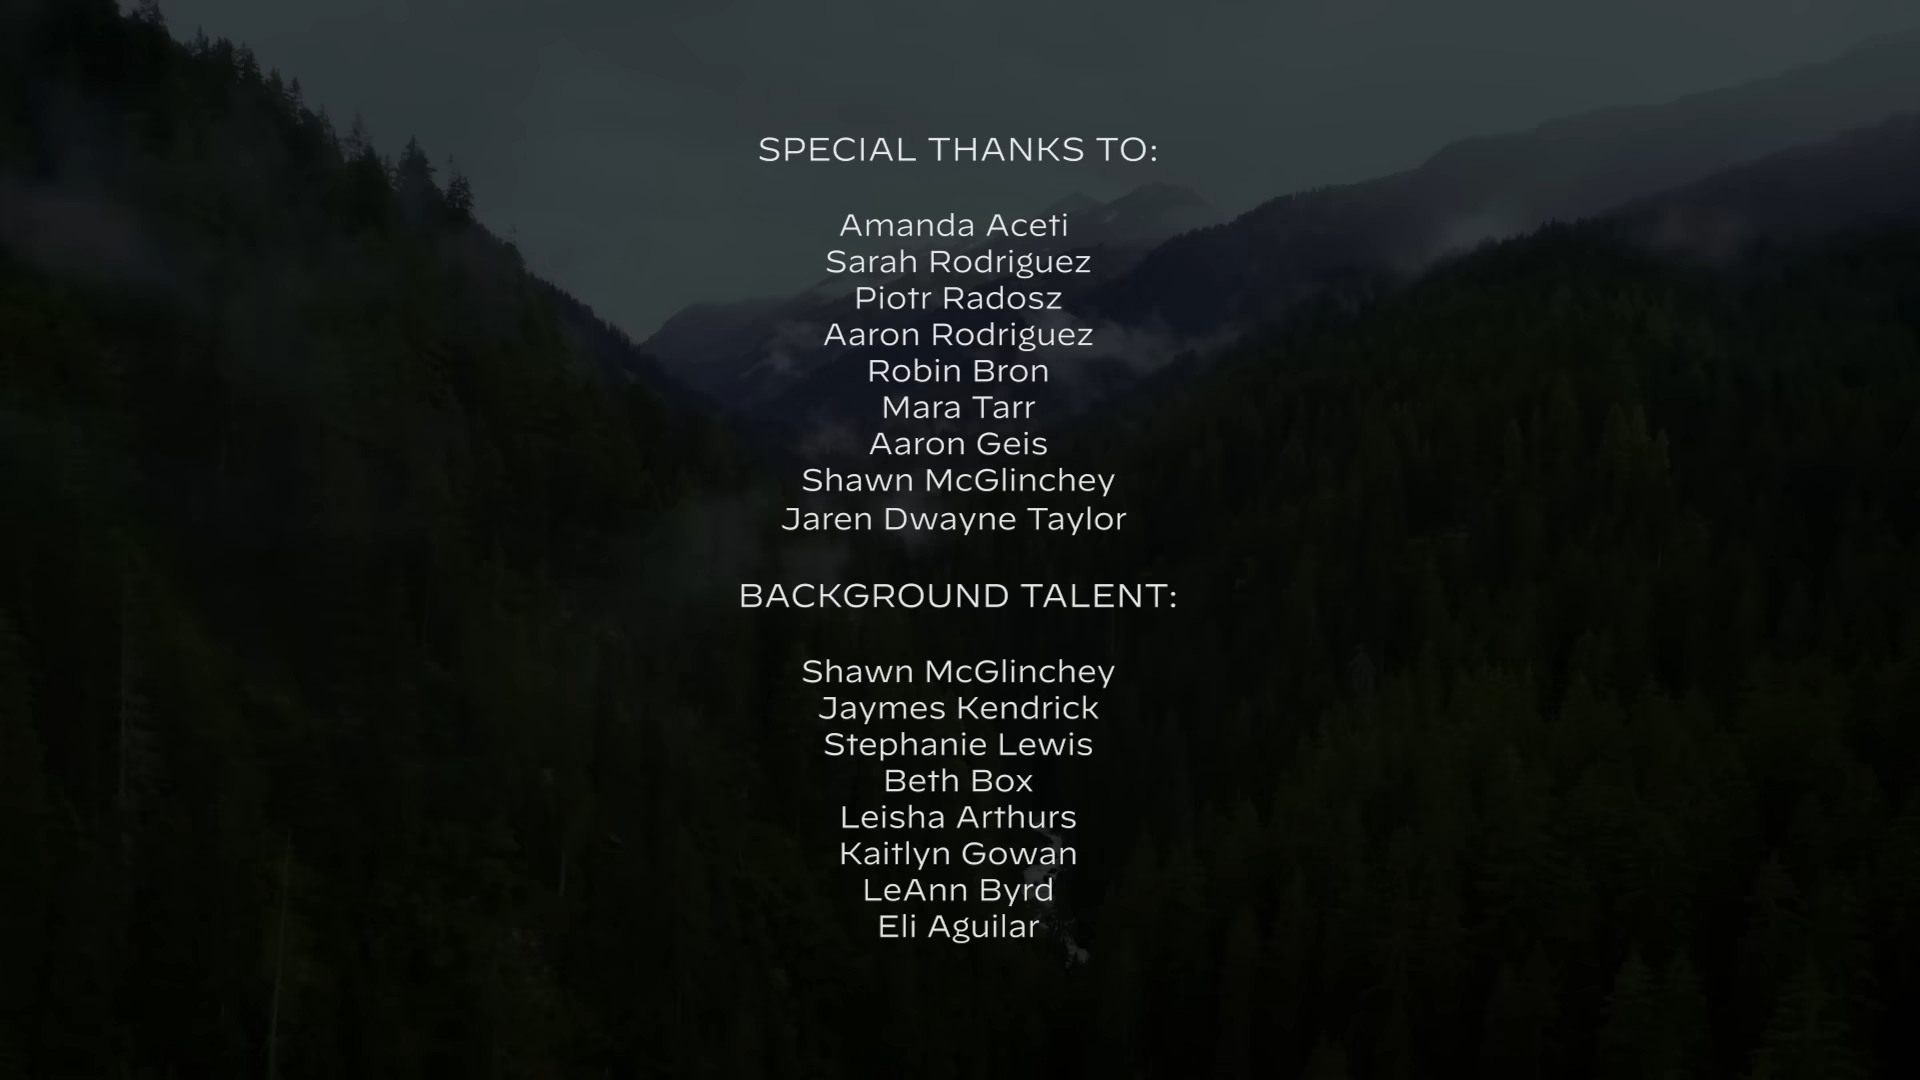 SPECIAL THANKS TO:
Amanda Aceti
Sarah Rodriguez
Piotr Radosz
Aaron Rodriguez
Robin Bron
Mara Tarr
Aaron Geis
Shawn McGlinchey
Jaren Dwayne Taylor
BACKGROUND TALENT:
Shawn McGlinchey
Jaymes Kendrick
Stephanie Lewis
Beth Box
Leisha Arthurs
Kaitlyn Gowan
LeAnn Byrd
Eli Aguilar